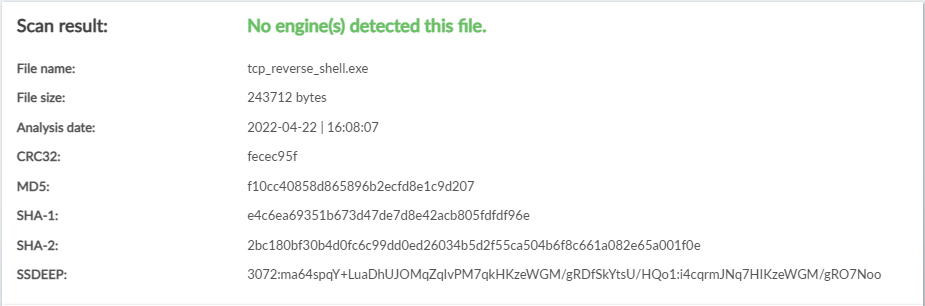 Scan result: No engine(s) detected this file.
File name: tcp_reverse_shell.exe
File size: 243712 bytes
Analysis date: 2022-04-22 | 16:08:07
CRC32: fecec95f
MD5: f10cc40858d865896b2ecfd8e1c9d207
SHA-1: e4c6ea69351b673d47de7d8e42acb805fdfdf96e
SHA-2: 2bc180bf30b4d0fc6c99dd0ed26034b5d2f55ca504b6f8c661a082e65a001f0e
SSDEEP: 3072:ma64spqY+LuaDhUJOMqZqIvPM7qkHKzeWGM/gRDfSkYtsU/HQo1:i4cqrmJNq7HIKzeWGM/gRO7Noo